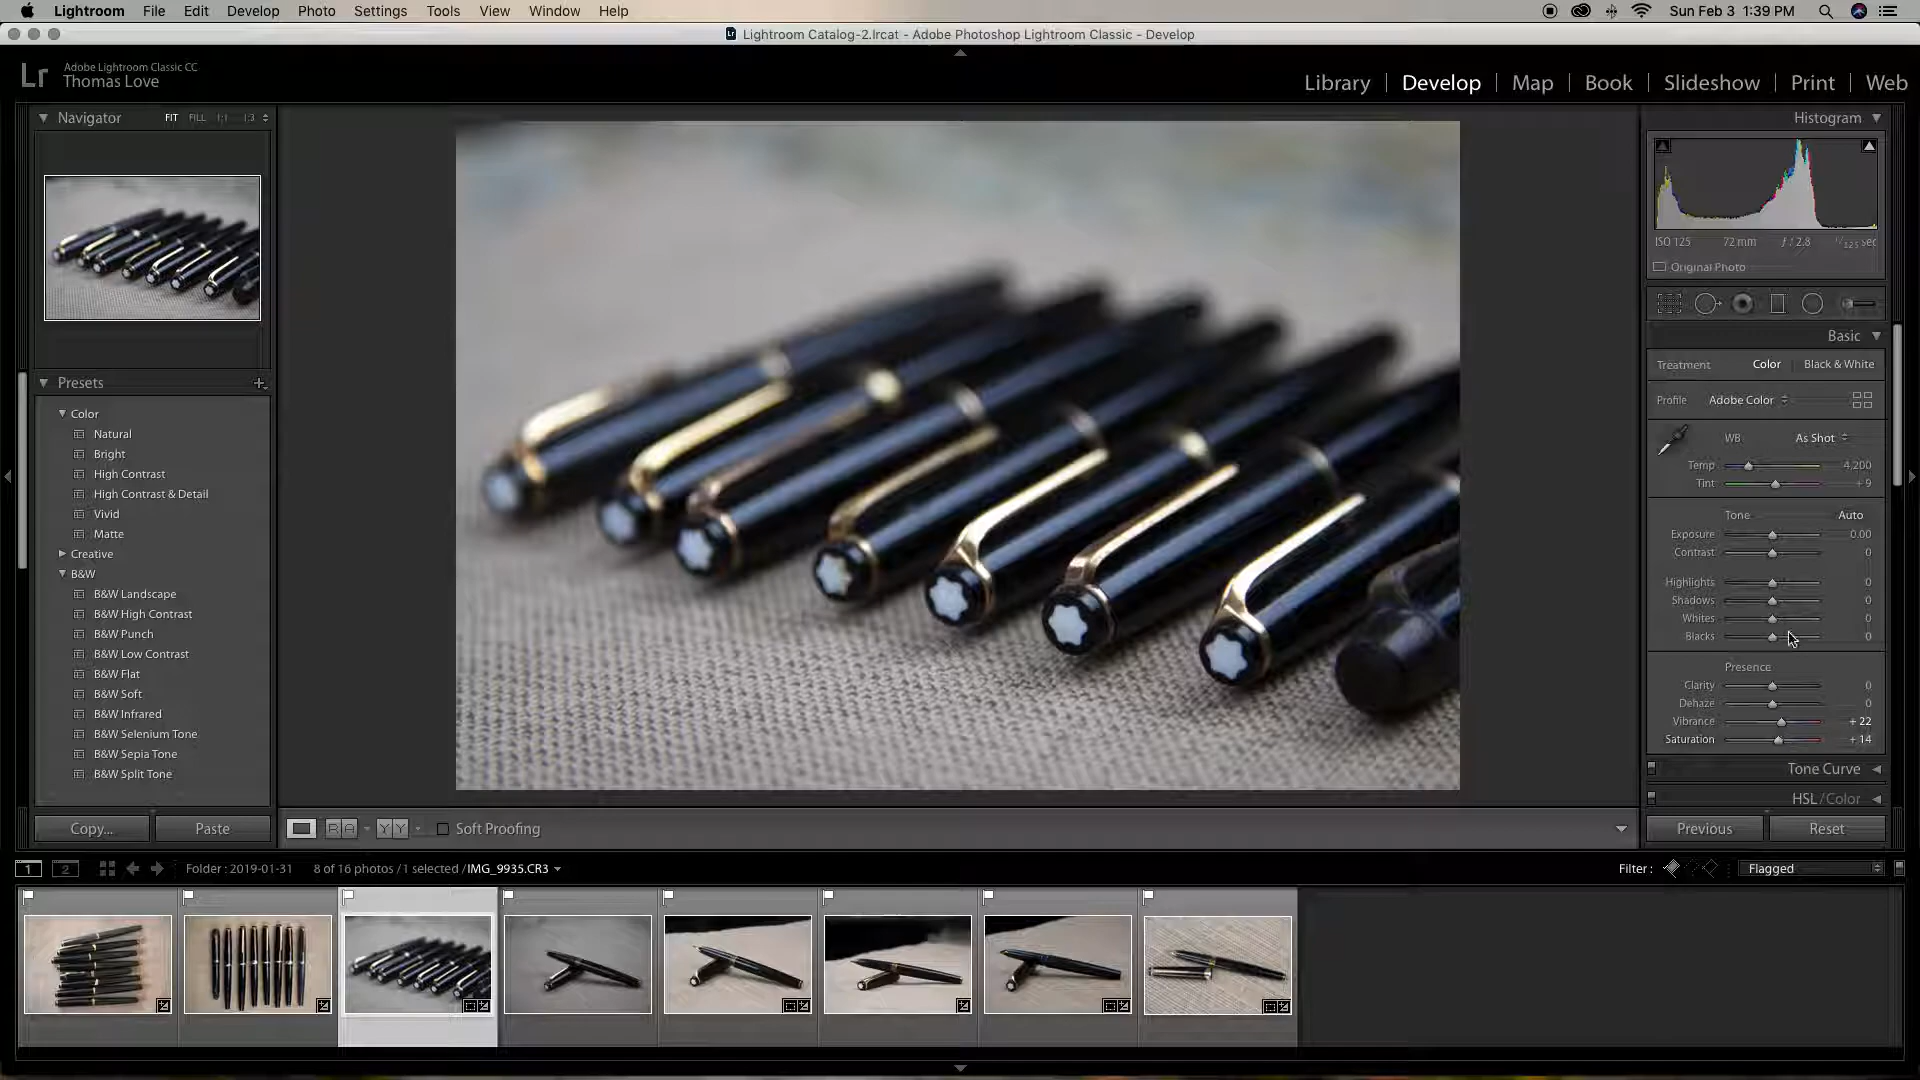 Lightroom File Edit Develop Photo Settings Tools View Window Help Sun Feb 3 1:39 PM
Lightroom Catalog-2.lrcat - Adobe Photoshop Lightroom Classic - Develop
Lr Adobe Lightroom Classic CC
Thomas Love
Library Develop Map Book Slideshow Print Web
Navigator FIT FILL 1:1 1:3
Histogram
ISO 125 72 mm ƒ / 2.8 1/125 sec
Original Photo
Basic
Treatment Color Black & White
Profile Adobe Color
WB As Shot
Temp 4,200
Tint + 9
Tone Auto
Exposure 0.00
Contrast 0
Highlights 0
Shadows 0
Whites 0
Blacks 0
Presence
Clarity 0
Dehaze 0
Vibrance + 22
Saturation + 14
Tone Curve
HSL / Color
Previous Reset
Presets +
Color
Natural
Bright
High Contrast
High Contrast & Detail
Vivid
Matte
Creative
B&W
B&W Landscape
B&W High Contrast
B&W Punch
B&W Low Contrast
B&W Flat
B&W Soft
B&W Infrared
B&W Selenium Tone
B&W Sepia Tone
B&W Split Tone
Copy... Paste
R A Y Y Soft Proofing
1 2 Folder : 2019-01-31 8 of 16 photos / 1 selected / IMG_9935.CR3 Filter : Flagged